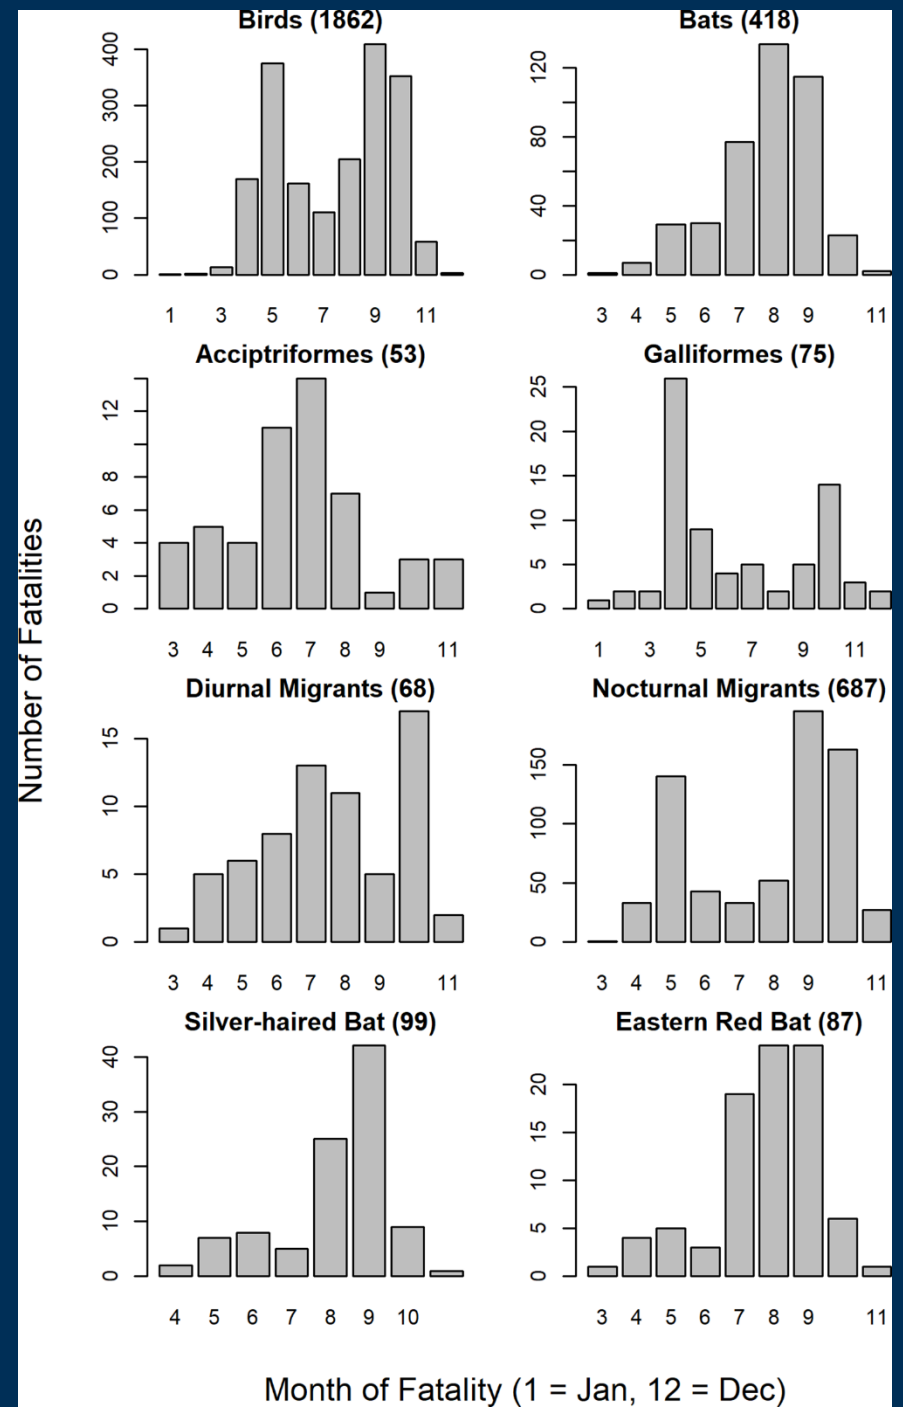 Birds (1862)
400
300
200
100
0
1 3 5 7 9 11
Bats (418)
120
80
40
0
3 4 5 6 7 8 9 11
Acciptriformes (53)
12
8
6
4
2
0
3 4 5 6 7 8 9 11
Galliformes (75)
25
20
15
10
5
0
1 3 5 7 9 11
Number of Fatalities
Diurnal Migrants (68)
15
10
5
0
3 4 5 6 7 8 9 11
Nocturnal Migrants (687)
150
100
50
0
3 4 5 6 7 8 9 11
Silver-haired Bat (99)
40
30
20
10
0
4 5 6 7 8 9 10
Eastern Red Bat (87)
20
15
10
5
0
3 4 5 6 7 8 9 11
Month of Fatality (1 = Jan, 12 = Dec)